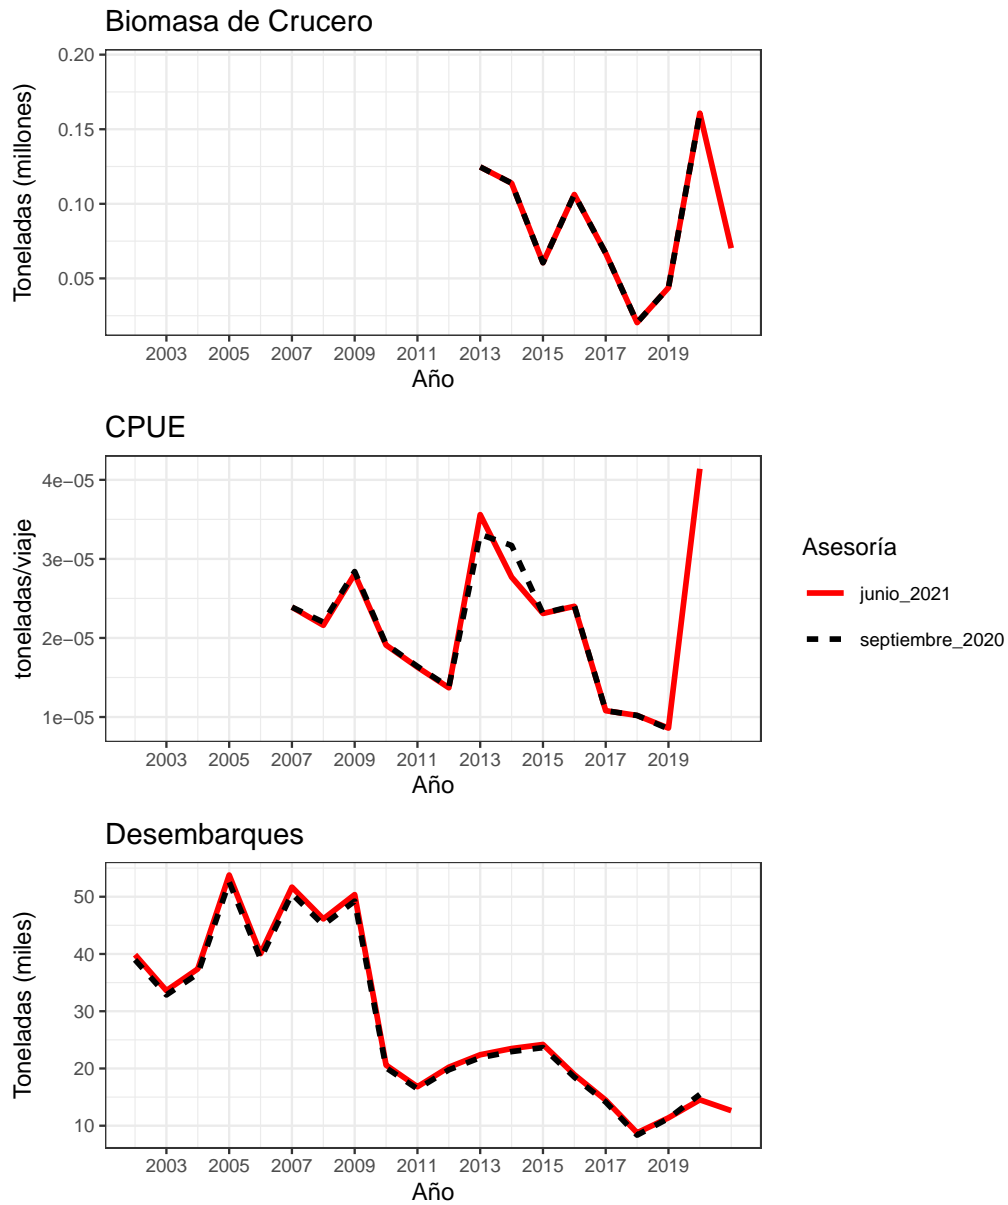 Biomasa de Crucero
Toneladas (millones)
0.20
0.15
0.10
0.05
2003 2005 2007 2009 2011 2013 2015 2017 2019
Año
CPUE
toneladas/viaje
4e−05
3e−05
2e−05
1e−05
2003 2005 2007 2009 2011 2013 2015 2017 2019
Año
Asesoría
junio_2021
septiembre_2020
Desembarques
Toneladas (miles)
50
40
30
20
10
2003 2005 2007 2009 2011 2013 2015 2017 2019
Año